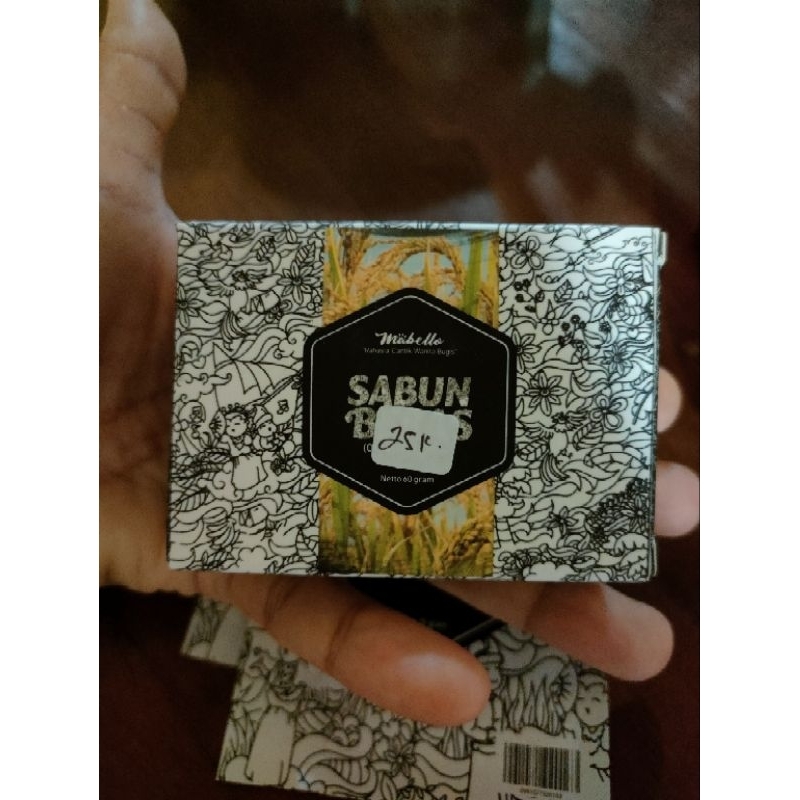 Mabello
Rahasia Cantik Wanita Bugis
SABUN
25K.
Netto 60 gram